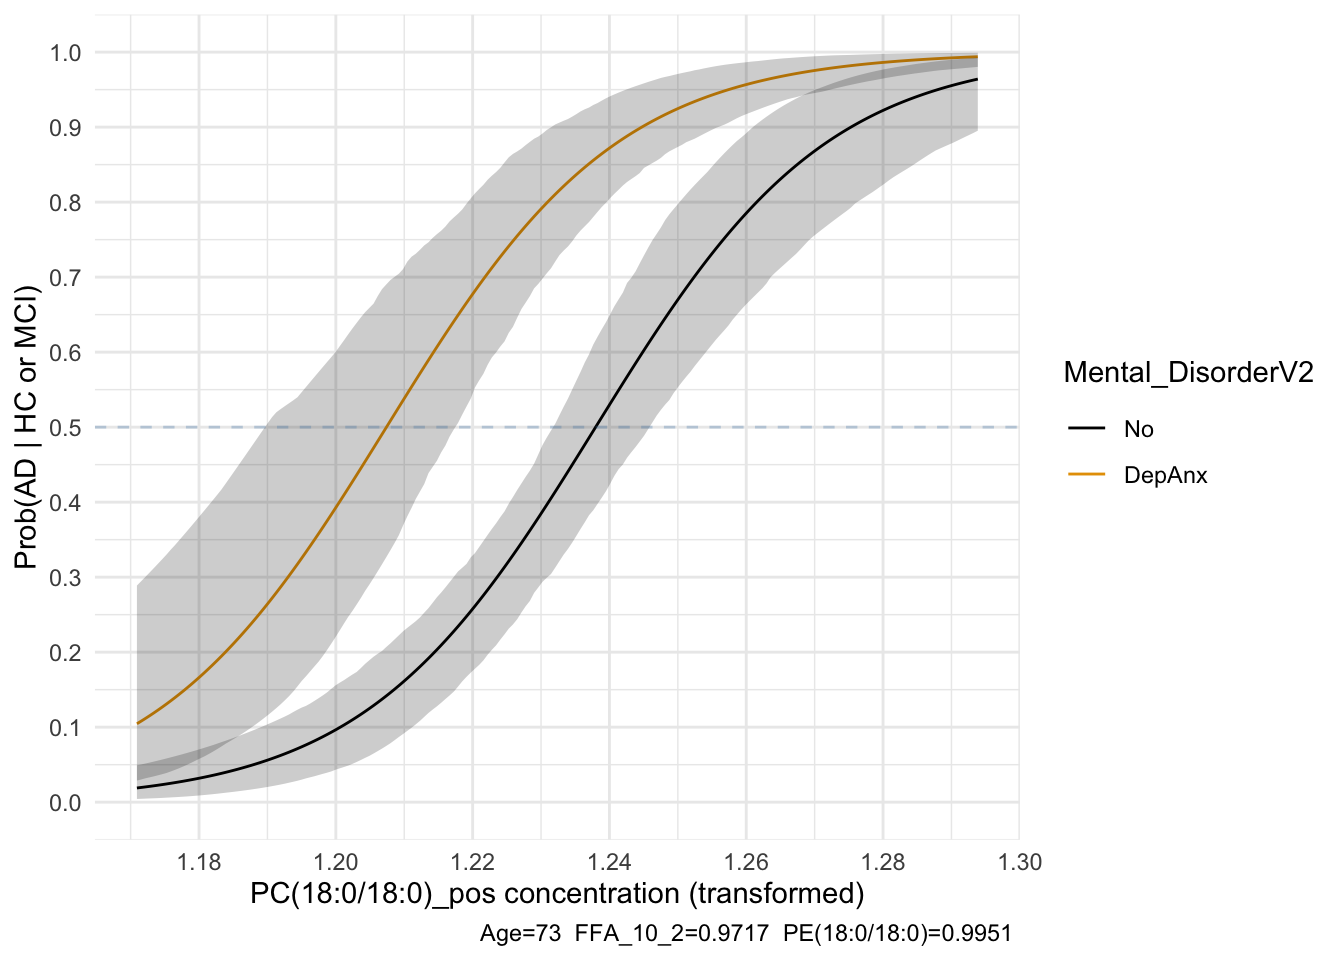 1.0
0.9
0.8
0.7
0.6
0.5
0.4
0.3
0.2
0.1
0.0
Prob(AD | HC or MCI)
1.18 1.20 1.22 1.24 1.26 1.28 1.30
PC(18:0/18:0)_pos concentration (transformed)
Age=73 FFA_10_2=0.9717 PE(18:0/18:0)=0.9951
Mental_DisorderV2
No
DepAnx